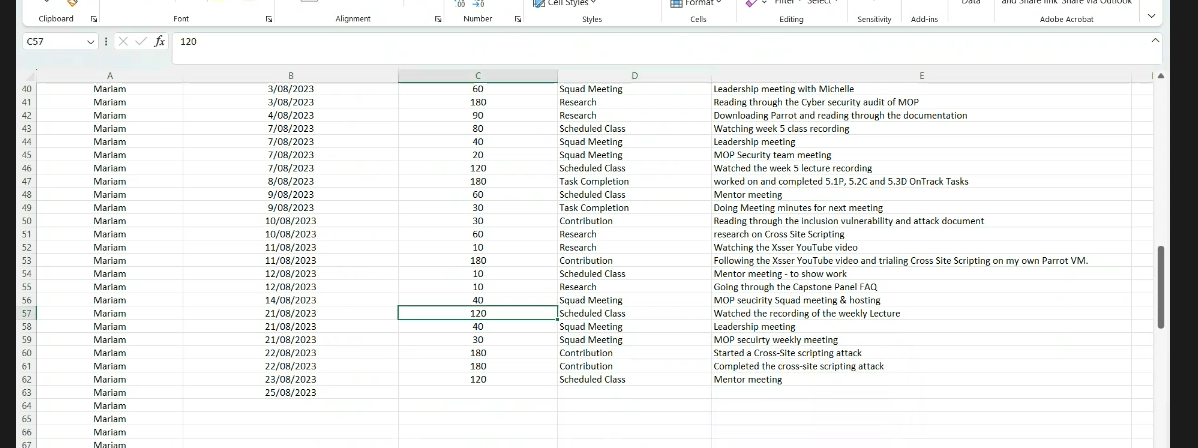 00 →0 Cell Styles Format Filter Select Data and Share link Share via Outlook
Clipboard Font Alignment Number Styles Cells Editing Sensitivity Add-ins Adobe Acrobat
C57 fx 120
A B C D E
40 Mariam 3/08/2023 60 Squad Meeting Leadership meeting with Michelle
41 Mariam 3/08/2023 180 Research Reading through the Cyber security audit of MOP
42 Mariam 4/08/2023 90 Research Downloading Parrot and reading through the documentation
43 Mariam 7/08/2023 80 Scheduled Class Watching week 5 class recording
44 Mariam 7/08/2023 40 Squad Meeting Leadership meeting
45 Mariam 7/08/2023 20 Squad Meeting MOP Security team meeting
46 Mariam 7/08/2023 120 Scheduled Class Watched the week 5 lecture recording
47 Mariam 8/08/2023 180 Task Completion worked on and completed 5.1P, 5.2C and 5.3D OnTrack Tasks
48 Mariam 9/08/2023 60 Scheduled Class Mentor meeting
49 Mariam 9/08/2023 30 Task Completion Doing Meeting minutes for next meeting
50 Mariam 10/08/2023 30 Contribution Reading through the inclusion vulnerability and attack document
51 Mariam 10/08/2023 60 Research research on Cross Site Scripting
52 Mariam 11/08/2023 10 Research Watching the Xsser YouTube video
53 Mariam 11/08/2023 180 Contribution Following the Xsser YouTube video and trialing Cross Site Scripting on my own Parrot VM.
54 Mariam 12/08/2023 10 Scheduled Class Mentor meeting - to show work
55 Mariam 12/08/2023 10 Research Going through the Capstone Panel FAQ
56 Mariam 14/08/2023 40 Squad Meeting MOP seucirity Squad meeting & hosting
57 Mariam 21/08/2023 120 Scheduled Class Watched the recording of the weekly Lecture
58 Mariam 21/08/2023 40 Squad Meeting Leadership meeting
59 Mariam 21/08/2023 30 Squad Meeting MOP secuirty weekly meeting
60 Mariam 22/08/2023 180 Contribution Started a Cross-Site scripting attack
61 Mariam 22/08/2023 180 Contribution Completed the cross-site scripting attack
62 Mariam 23/08/2023 120 Scheduled Class Mentor meeting
63 Mariam 25/08/2023
64 Mariam
65 Mariam
66 Mariam
67 Mariam